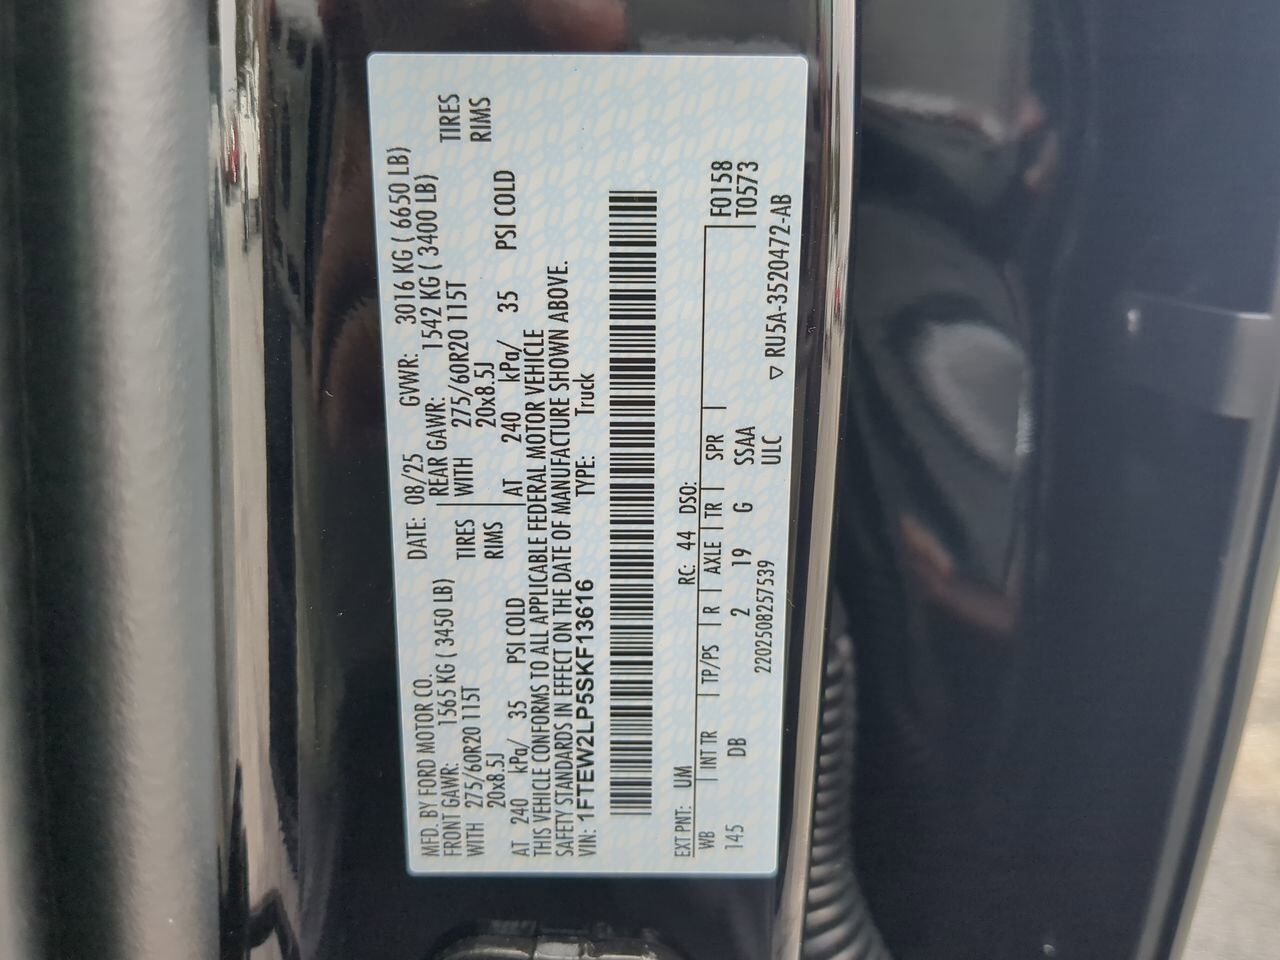 MFD. BY FORD MOTOR CO. DATE: 08/25 GVWR: 3016 KG ( 6650 LB)
FRONT GAWR: 1565 KG ( 3450 LB) REAR GAWR: 1542 KG ( 3400 LB)
WITH 275/60R20 115T TIRES WITH 275/60R20 115T TIRES
20x8.5J RIMS 20x8.5J RIMS
AT 240 kPa/ 35 PSI COLD AT 240 kPa/ 35 PSI COLD
THIS VEHICLE CONFORMS TO ALL APPLICABLE FEDERAL MOTOR VEHICLE
SAFETY STANDARDS IN EFFECT ON THE DATE OF MANUFACTURE SHOWN ABOVE.
VIN: 1FTEW2LP5SKF13616 TYPE: Truck
EXT PNT: UM RC: 44 DSO:
WB INT TR TP/PS R AXLE TR SPR F0158
145 DB 2 19 G SSAA T0573
2202508257539 ULC ▽ RU5A-3520472-AB